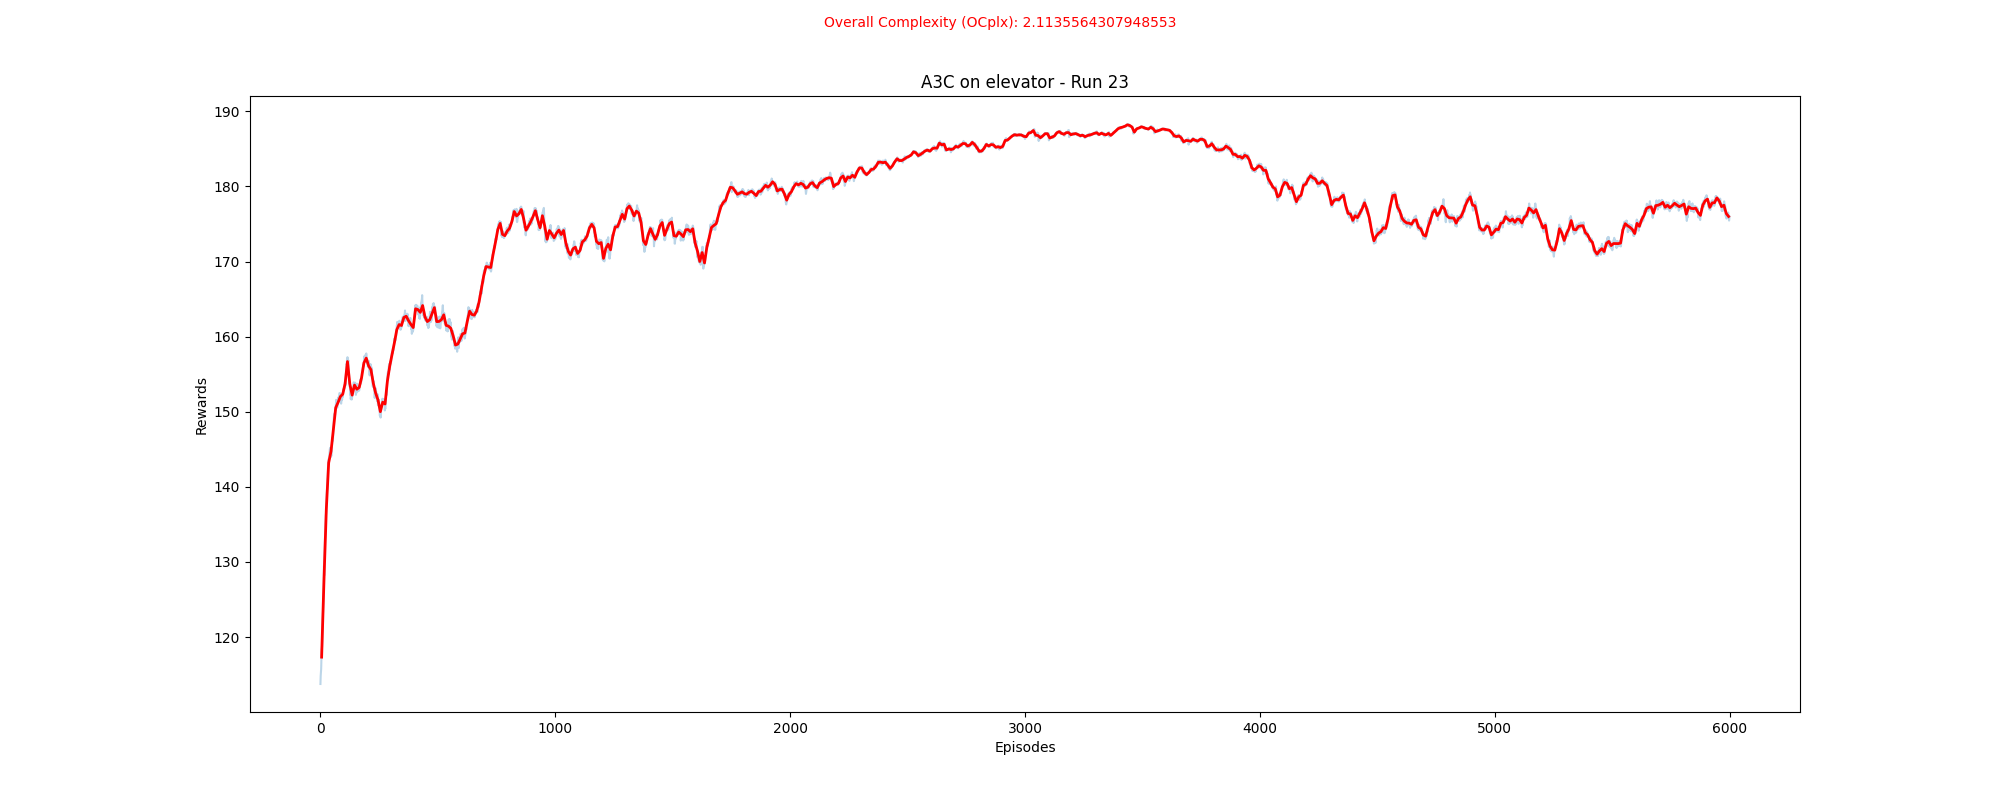 Overall Complexity (OCplx): 2.1135564307948553
A3C on elevator - Run 23
190
180
170
160
150
140
130
120
Rewards
0 1000 2000 3000 4000 5000 6000
Episodes